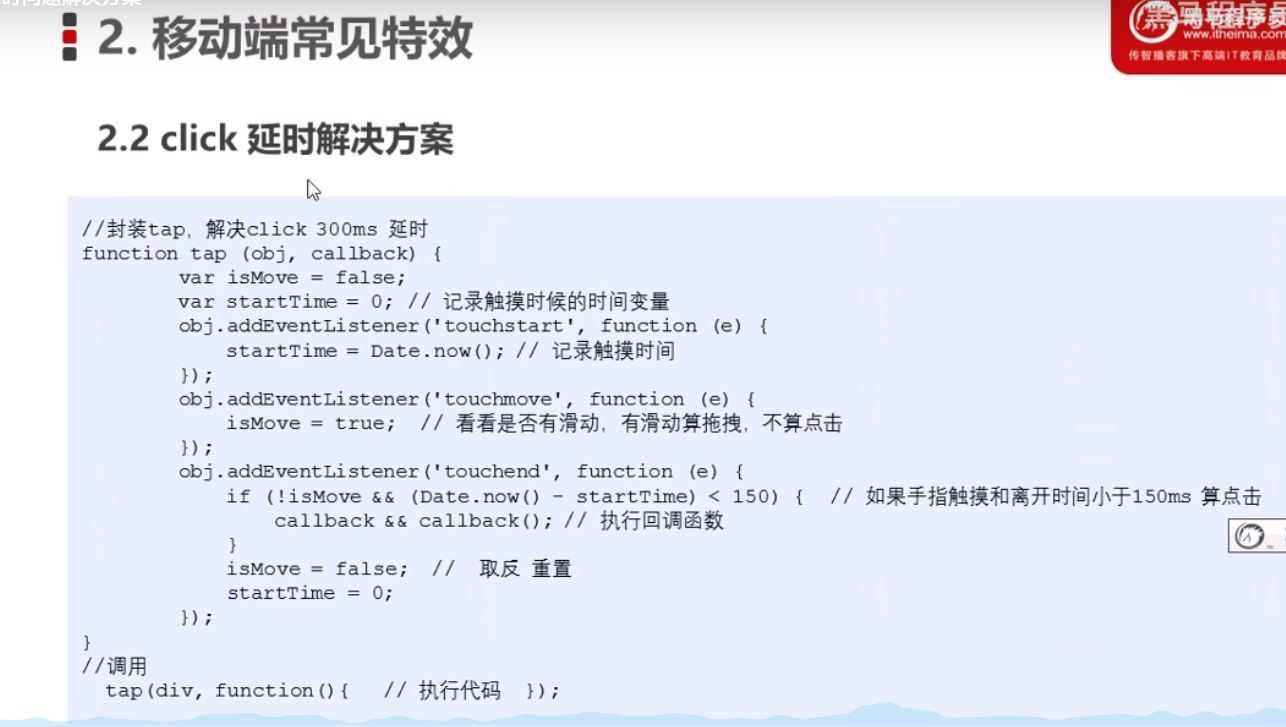 2. 移动端常见特效
黑马程序员
www.itheima.com
传智播客旗下高端IT教育品牌
2.2 click 延时解决方案
//封装tap，解决click 300ms 延时
function tap (obj, callback) {
var isMove = false;
var startTime = 0; // 记录触摸时候的时间变量
obj.addEventListener('touchstart', function (e) {
startTime = Date.now(); // 记录触摸时间
});
obj.addEventListener('touchmove', function (e) {
isMove = true;  // 看看是否有滑动，有滑动算拖拽，不算点击
});
obj.addEventListener('touchend', function (e) {
if (!isMove && (Date.now() - startTime) < 150) {  // 如果手指触摸和离开时间小于150ms 算点击
callback && callback(); // 执行回调函数
}
isMove = false;  //  取反 重置
startTime = 0;
});
}
//调用
tap(div, function(){   // 执行代码  });